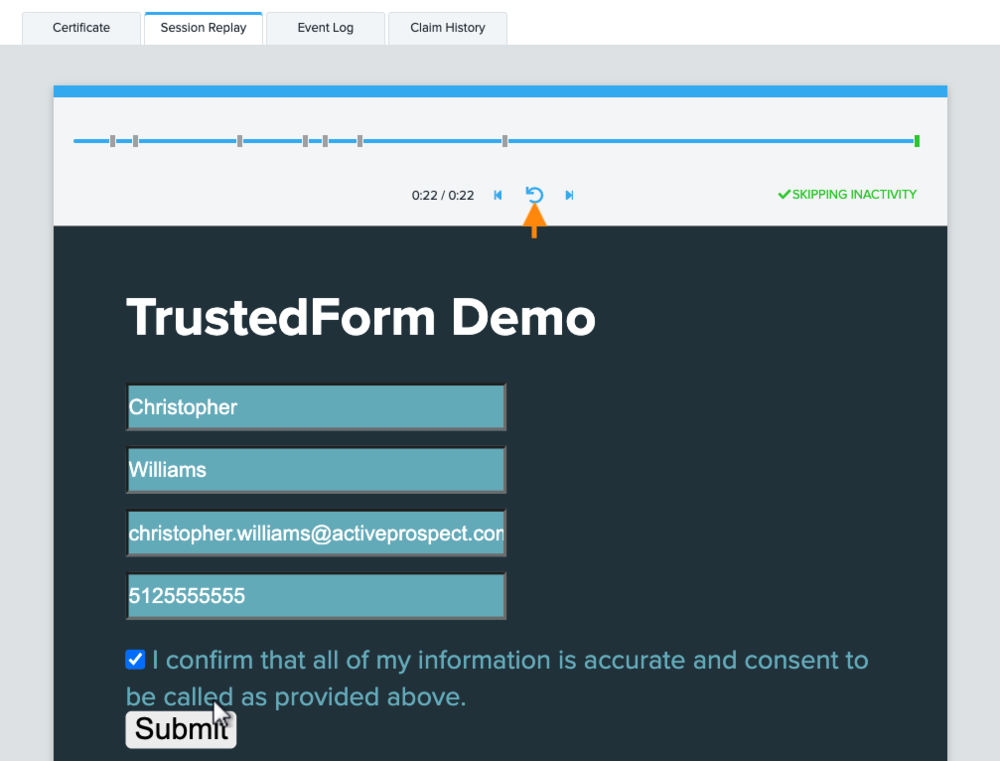 Certificate
Session Replay
Event Log
Claim History
0:22 / 0:22
SKIPPING INACTIVITY
TrustedForm Demo
Christopher
Williams
christopher.williams@activeprospect.con
5125555555
I confirm that all of my information is accurate and consent to
be called as provided above.
Submit